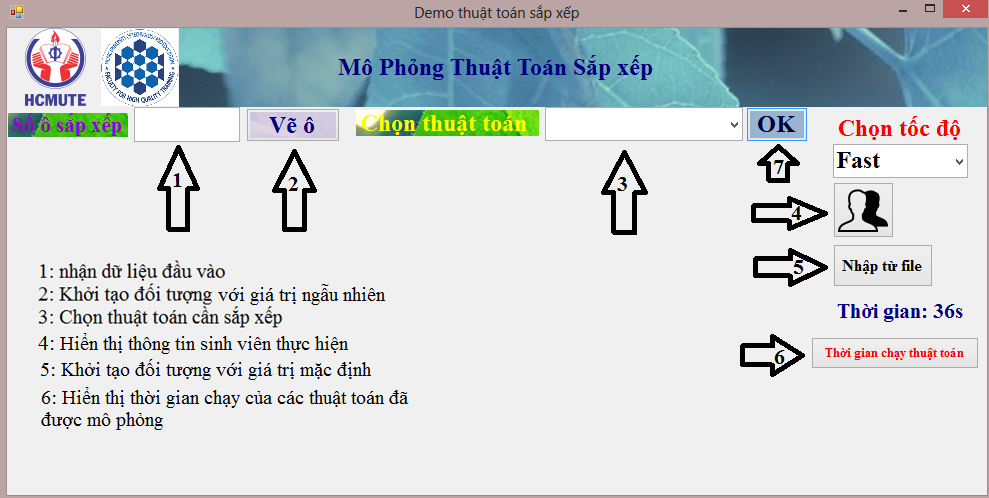 Demo thuật toán sắp xếp
Mô Phỏng Thuật Toán Sắp xếp
HCMUTE
FACULTY FOR HIGH QUALITY TRAINING
Số ô sắp xếp
Vẽ ô
Chọn thuật toán
OK
Chọn tốc độ
Fast
1
2
3
7
4
5
Nhập từ file
Thời gian: 36s
6
Thời gian chạy thuật toán
1: nhận dữ liệu đầu vào
2: Khởi tạo đối tượng với giá trị ngẫu nhiên
3: Chọn thuật toán cần sắp xếp
4: Hiển thị thông tin sinh viên thực hiện
5: Khởi tạo đối tượng với giá trị mặc định
6: Hiển thị thời gian chạy của các thuật toán đã
được mô phỏng